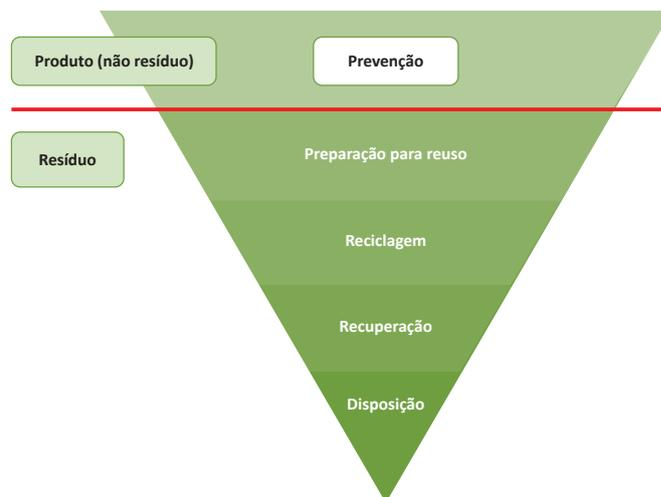 Produto (não resíduo)
Prevenção
Resíduo
Preparação para reuso
Reciclagem
Recuperação
Disposição